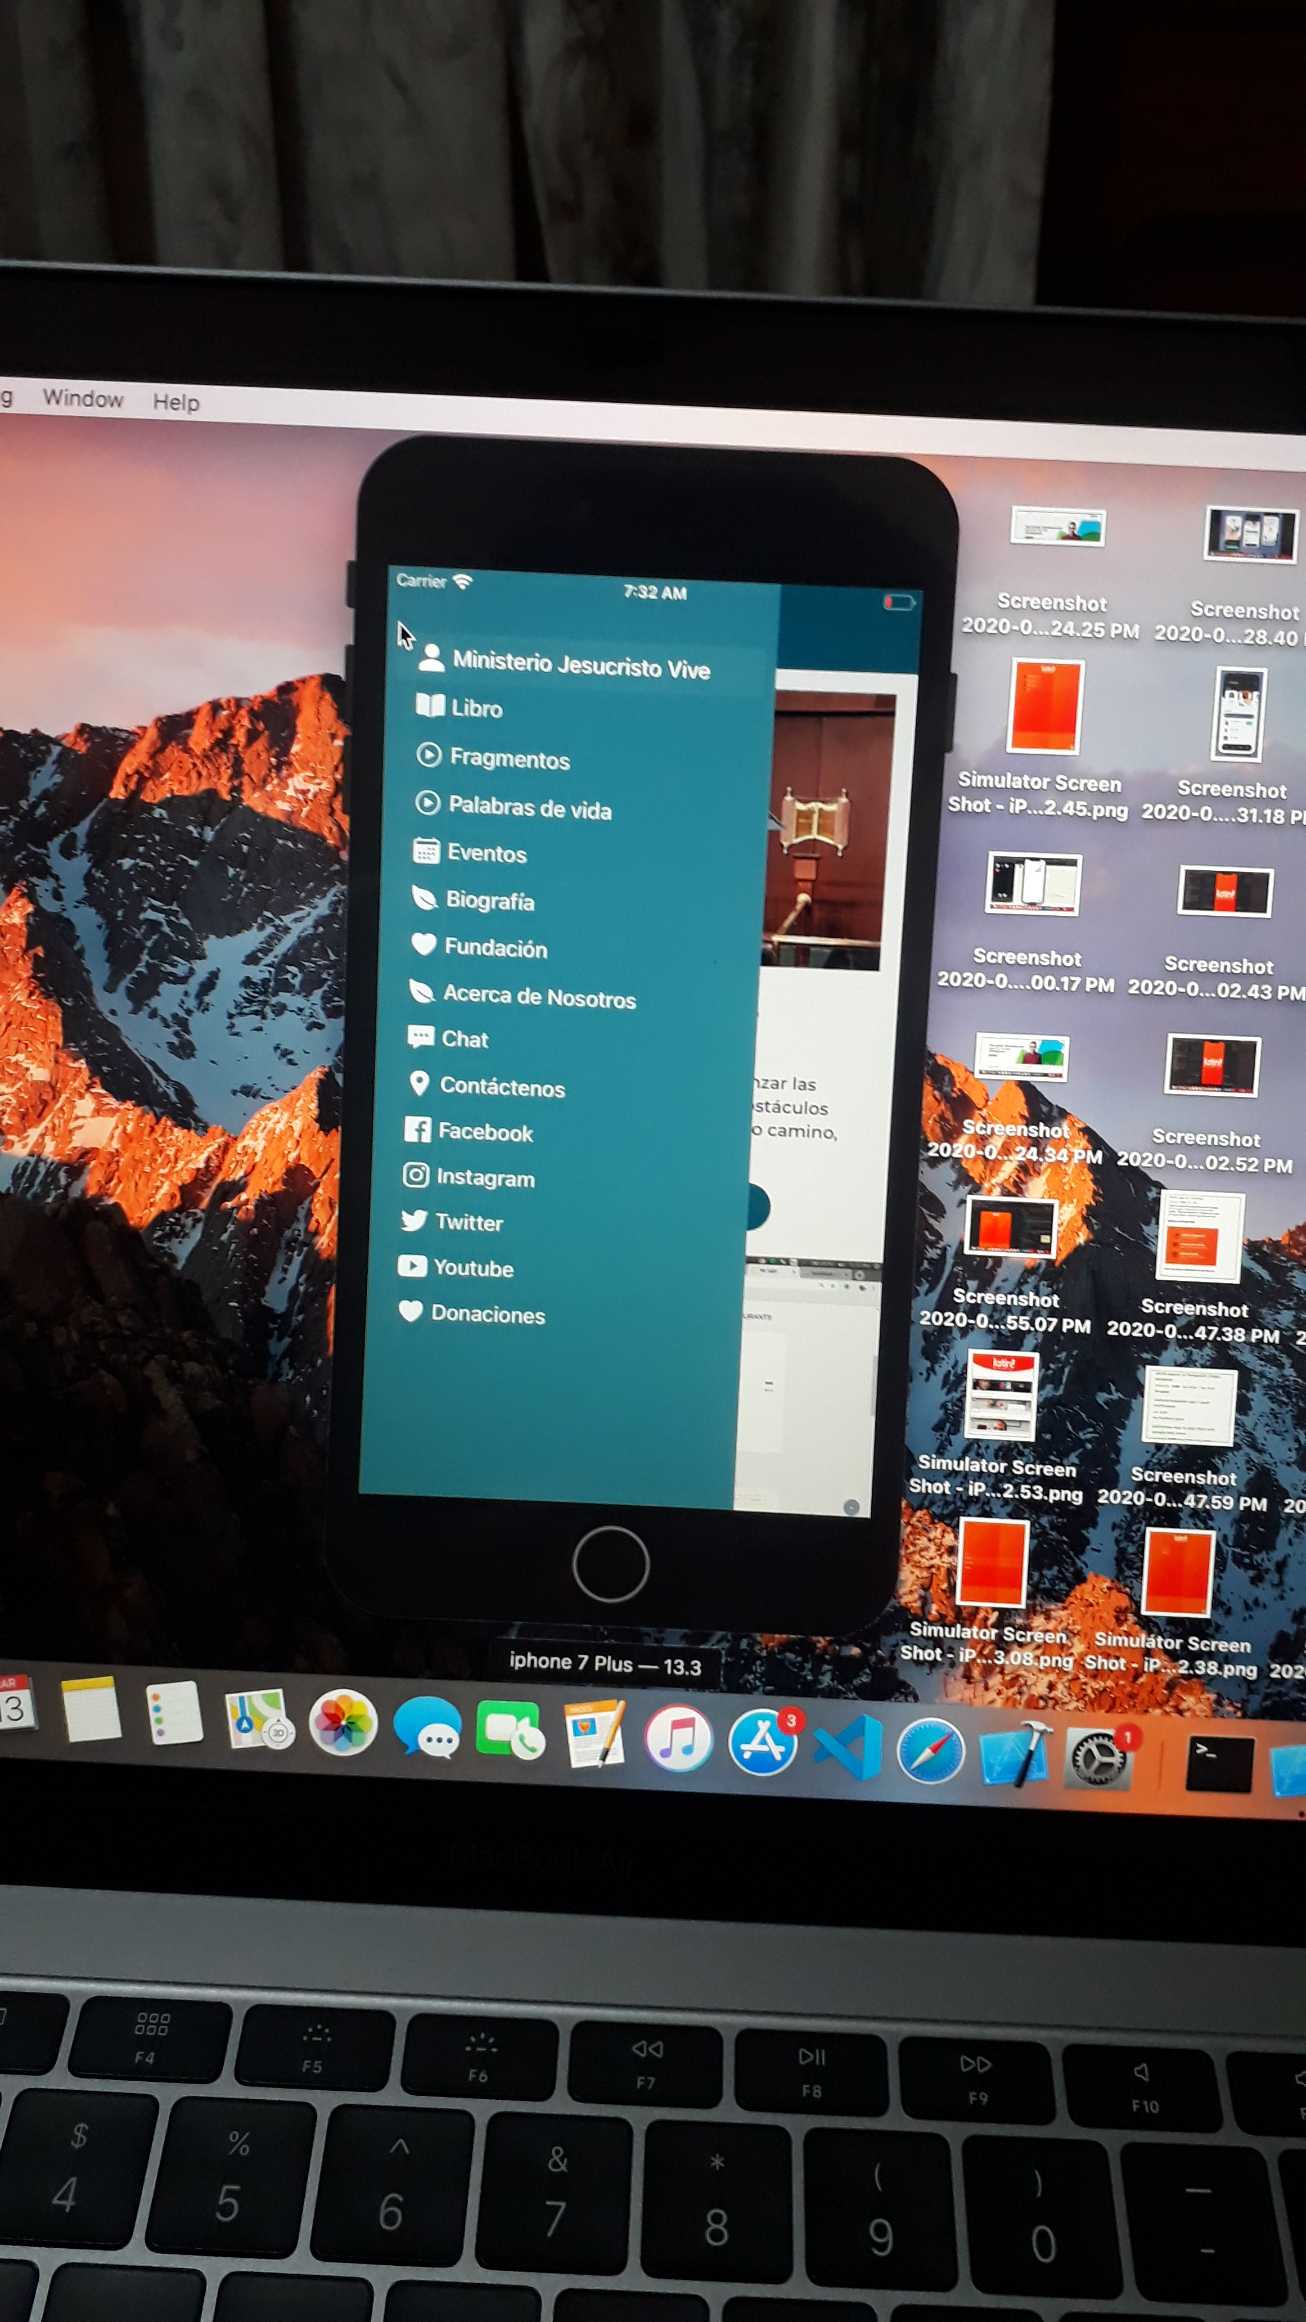 Window Help
Carrier 7:32 AM
Ministerio Jesucristo Vive
Libro
Fragmentos
Palabras de vida
Eventos
Biografía
Fundación
Acerca de Nosotros
Chat
Contáctenos
Facebook
Instagram
Twitter
Youtube
Donaciones
nzar las
stáculos
o camino,
iphone 7 Plus — 13.3
Screenshot
2020-0...24.25 PM
Screenshot
2020-0...28.40
Simulator Screen
Shot - iP...2.45.png
Screenshot
2020-0....31.18 P
Screenshot
2020-0....00.17 PM
Screenshot
2020-0...02.43 PM
Screenshot
2020-0...24.34 PM
Screenshot
2020-0...02.52 PM
Screenshot
2020-0...55.07 PM
Screenshot
2020-0...47.38 PM
Simulator Screen
Shot - iP...2.53.png
Screenshot
2020-0...47.59 PM
20
Simulator Screen
Shot - iP...3.08.png
Simulator Screen
Shot - iP...2.38.png
202
3
1
F4 F5 F6 F7 F8 F9 F10
$ % ^ & * ( ) —
4 5 6 7 8 9 0 -